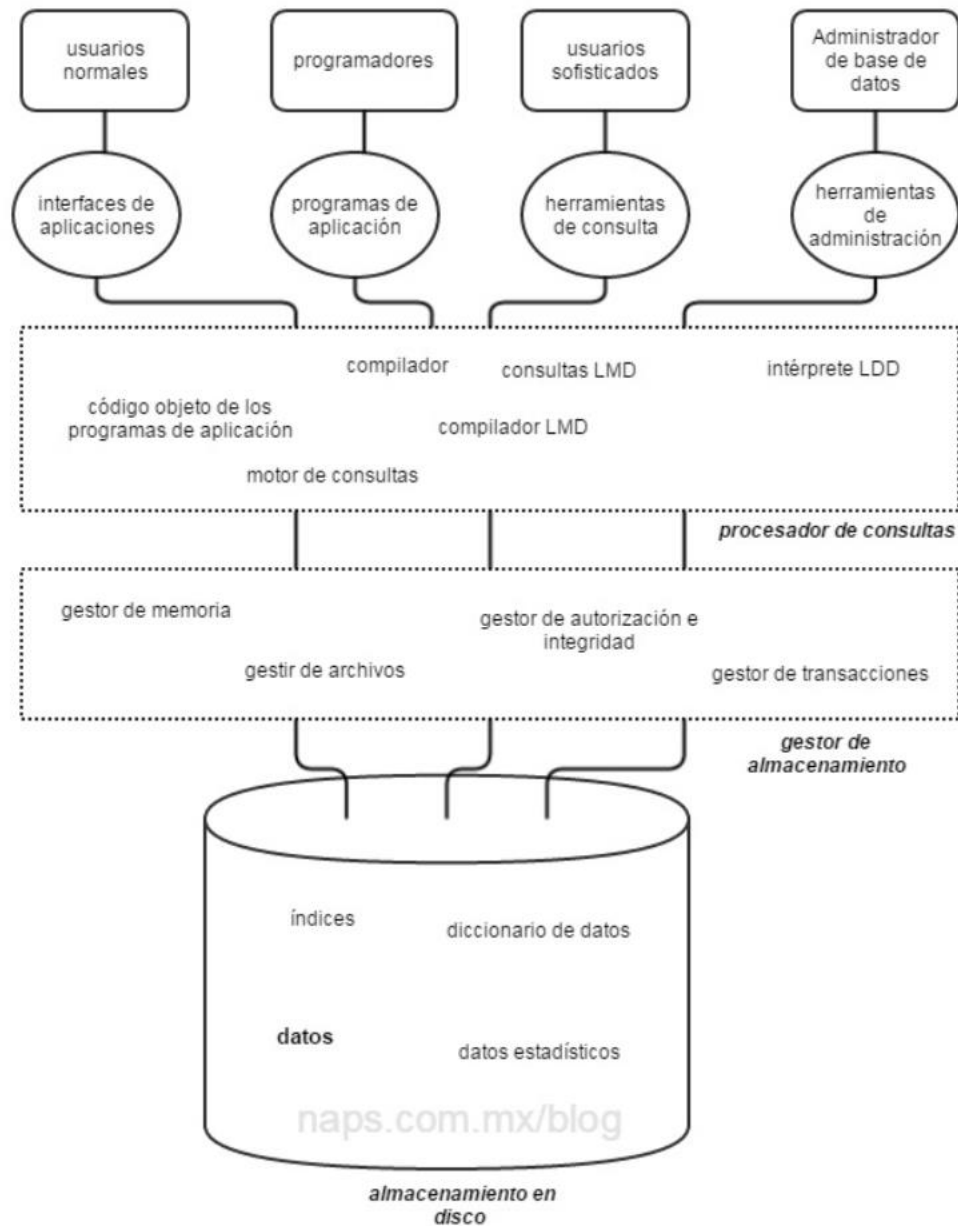 usuarios
normales
programadores
usuarios
sofisticados
Administrador
de base de
datos
interfaces de
aplicaciones
programas de
aplicación
herramientas
de consulta
herramientas
de
administración
compilador
consultas LMD
intérprete LDD
código objeto de los
programas de aplicación
compilador LMD
motor de consultas
procesador de consultas
gestor de memoria
gestor de autorización e
integridad
gestir de archivos
gestor de transacciones
gestor de
almacenamiento
índices
diccionario de datos
datos
datos estadísticos
naps.com.mx/blog
almacenamiento en
disco